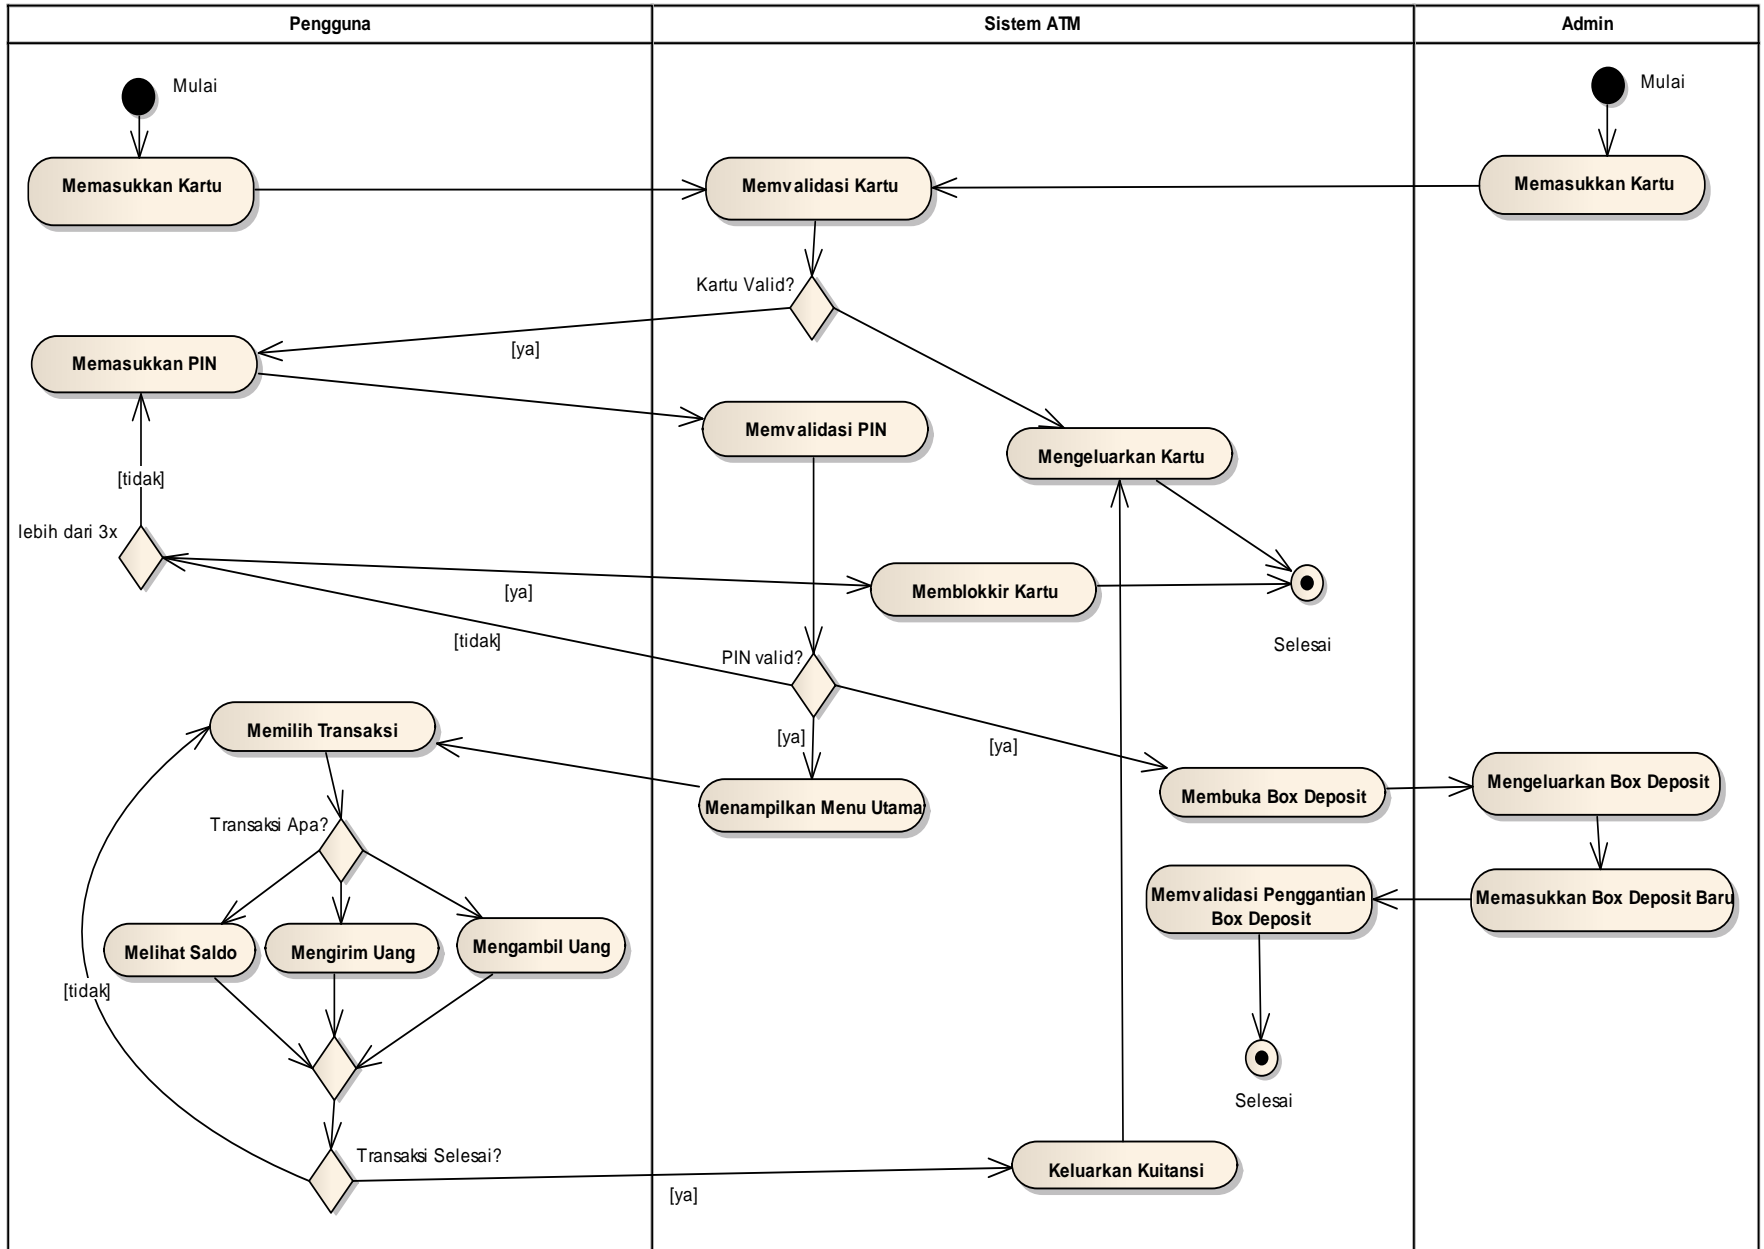 Pengguna
Sistem ATM
Admin
Mulai
Mulai
Memasukkan Kartu
Memvalidasi Kartu
Memasukkan Kartu
Kartu Valid?
[ya]
Memasukkan PIN
Memvalidasi PIN
Mengeluarkan Kartu
[tidak]
lebih dari 3x
[ya]
Memblokkir Kartu
[tidak]
PIN valid?
Selesai
Memilih Transaksi
[ya]
[ya]
Menampilkan Menu Utama
Membuka Box Deposit
Mengeluarkan Box Deposit
Transaksi Apa?
Memvalidasi Penggantian
Box Deposit
Memasukkan Box Deposit Baru
Melihat Saldo
Mengirim Uang
Mengambil Uang
[tidak]
Selesai
Transaksi Selesai?
Keluarkan Kuitansi
[ya]